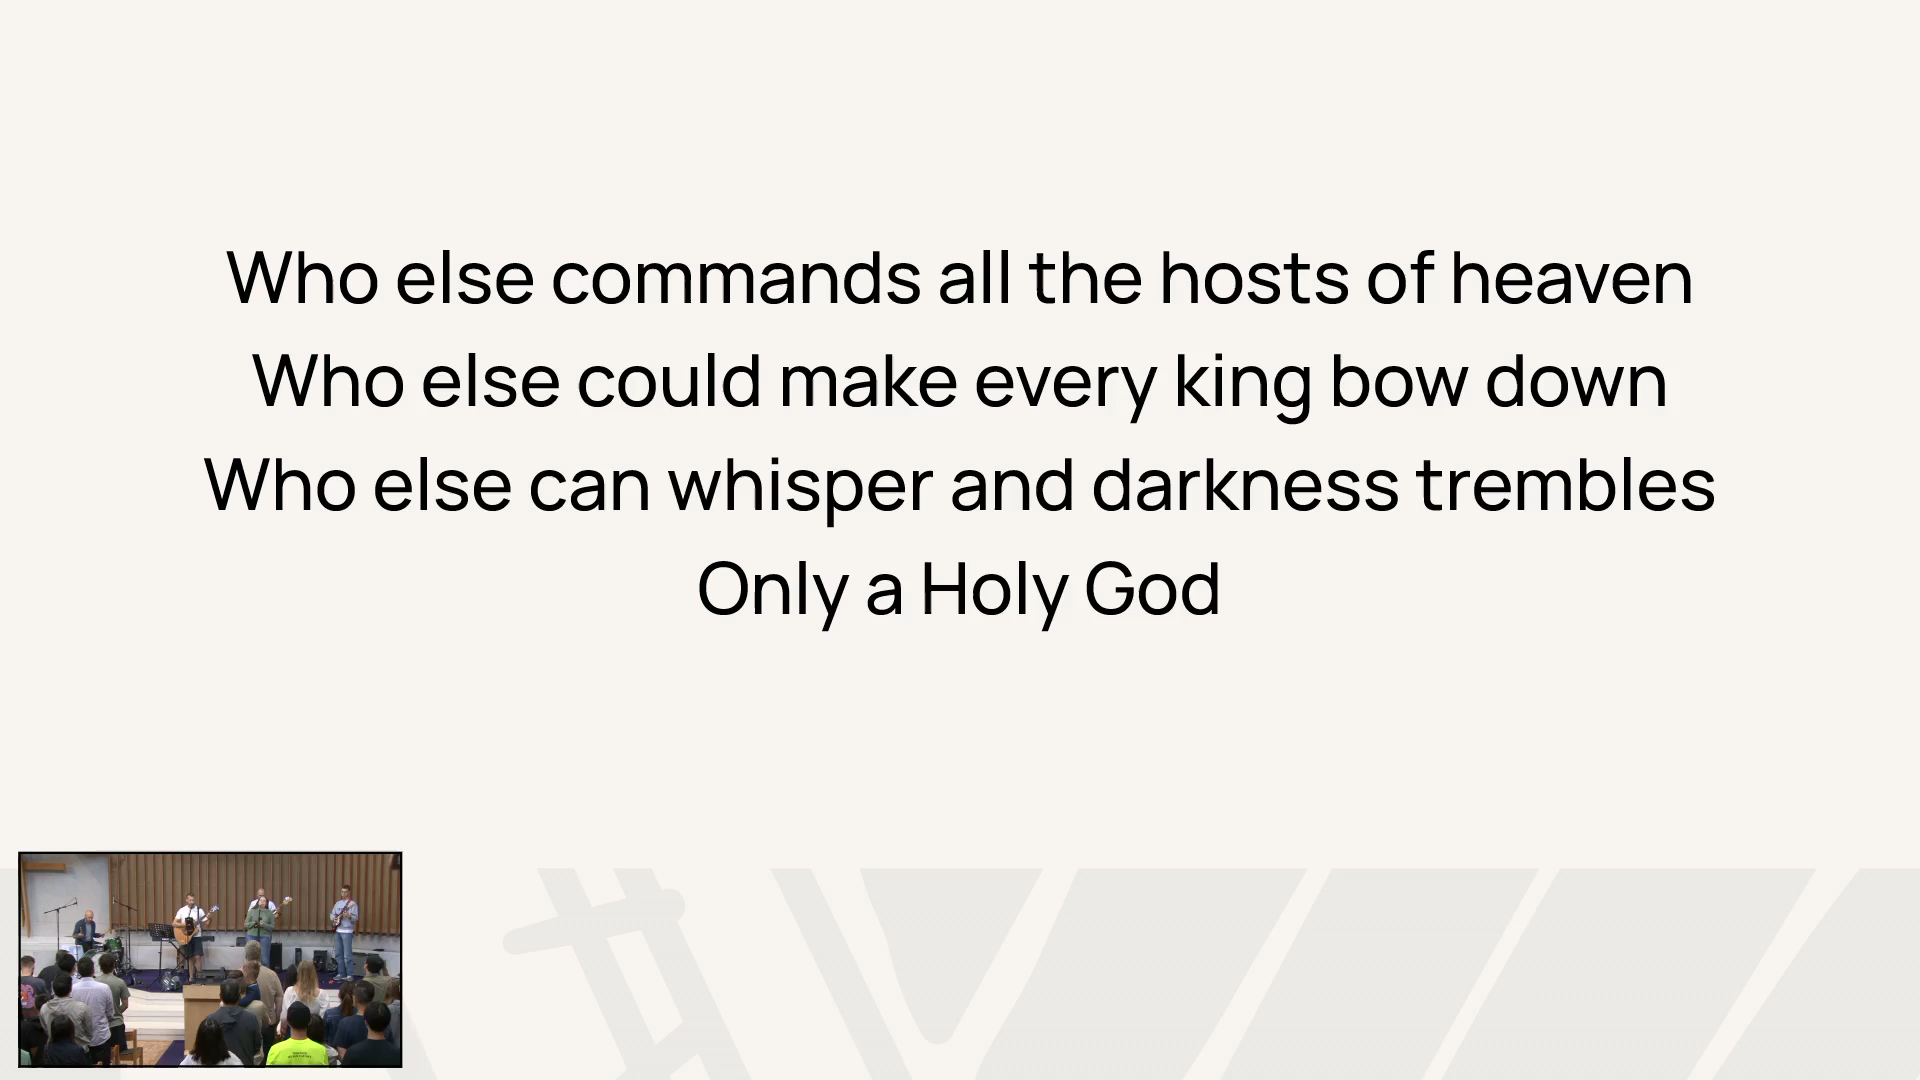 Who else commands all the hosts of heaven
Who else could make every king bow down
Who else can whisper and darkness trembles
Only a Holy God